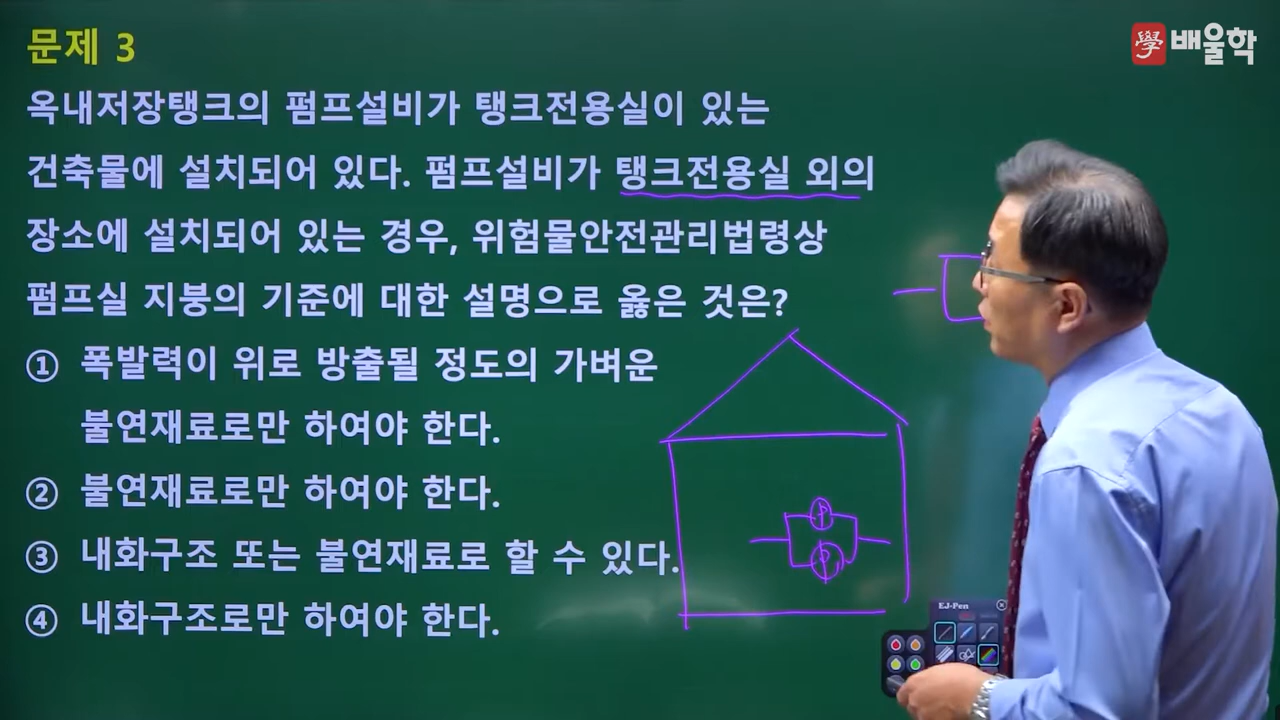 문제 3
學 배울학
옥내저장탱크의 펌프설비가 탱크전용실이 있는
건축물에 설치되어 있다. 펌프설비가 탱크전용실 외의
장소에 설치되어 있는 경우, 위험물안전관리법령상
펌프실 지붕의 기준에 대한 설명으로 옳은 것은?
① 폭발력이 위로 방출될 정도의 가벼운
불연재료로만 하여야 한다.
② 불연재료로만 하여야 한다.
③ 내화구조 또는 불연재료로 할 수 있다.
④ 내화구조로만 하여야 한다.
P
P
EJ-Pen